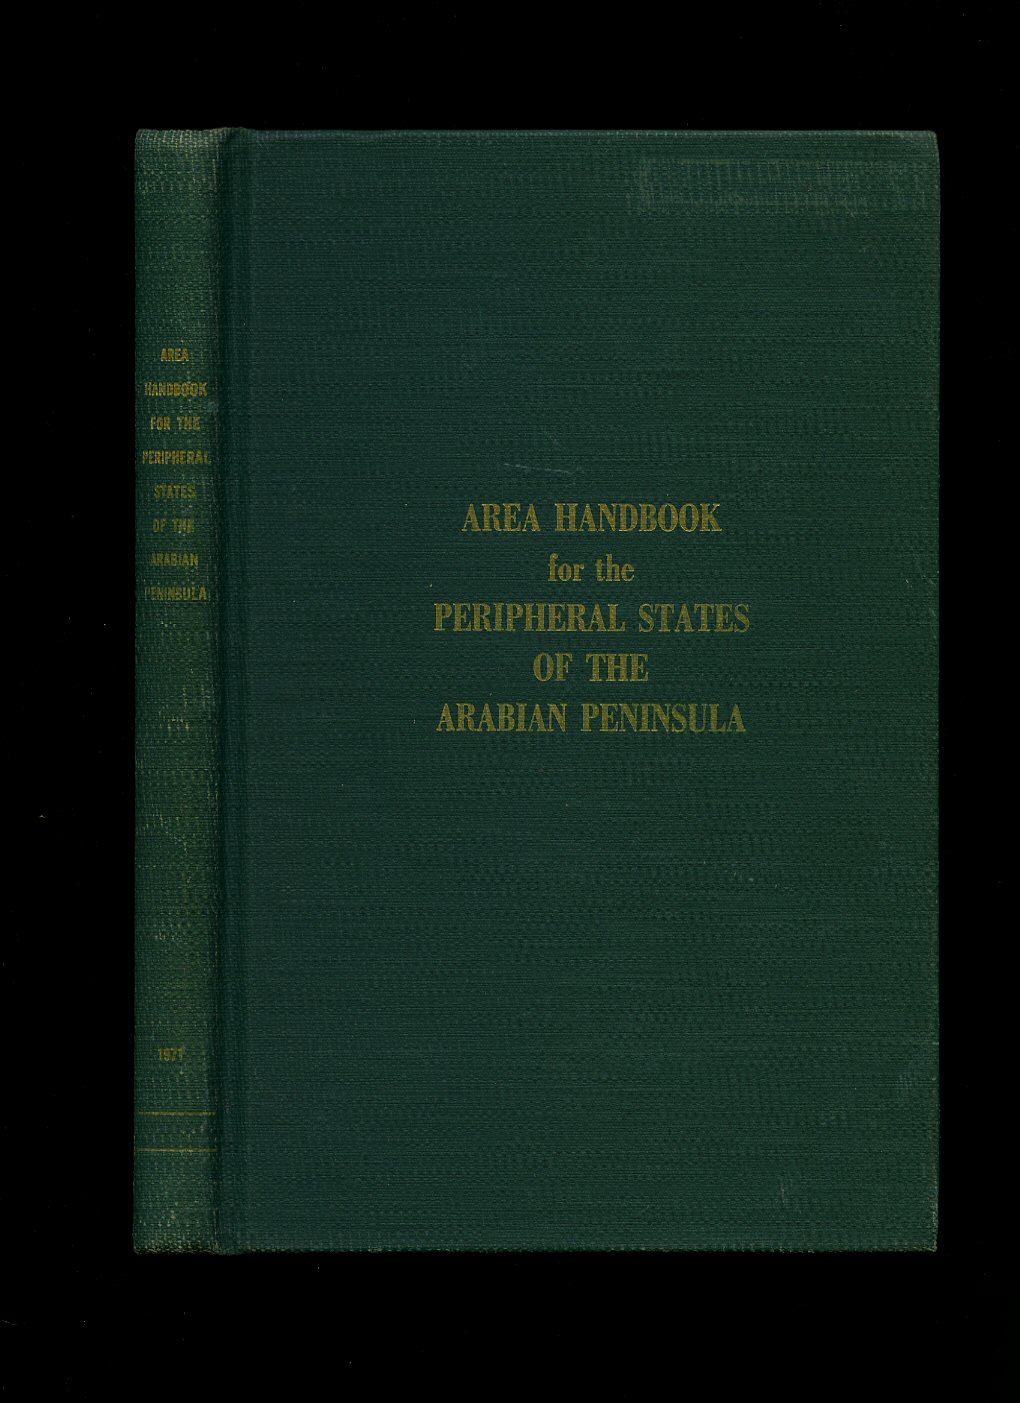 AREA
HANDBOOK
FOR THE
PERIPHERAL
STATES
OF THE
ARABIAN
PENINSULA
1971
AREA HANDBOOK
for the
PERIPHERAL STATES
OF THE
ARABIAN PENINSULA